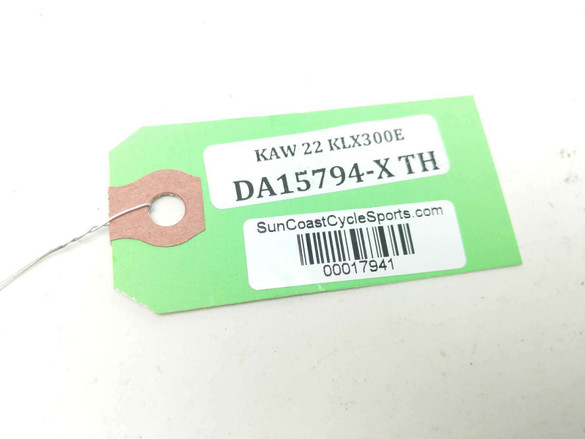 KAW 22 KLX300E
DA15794-X TH
SunCoastCycleSports.com
00017941